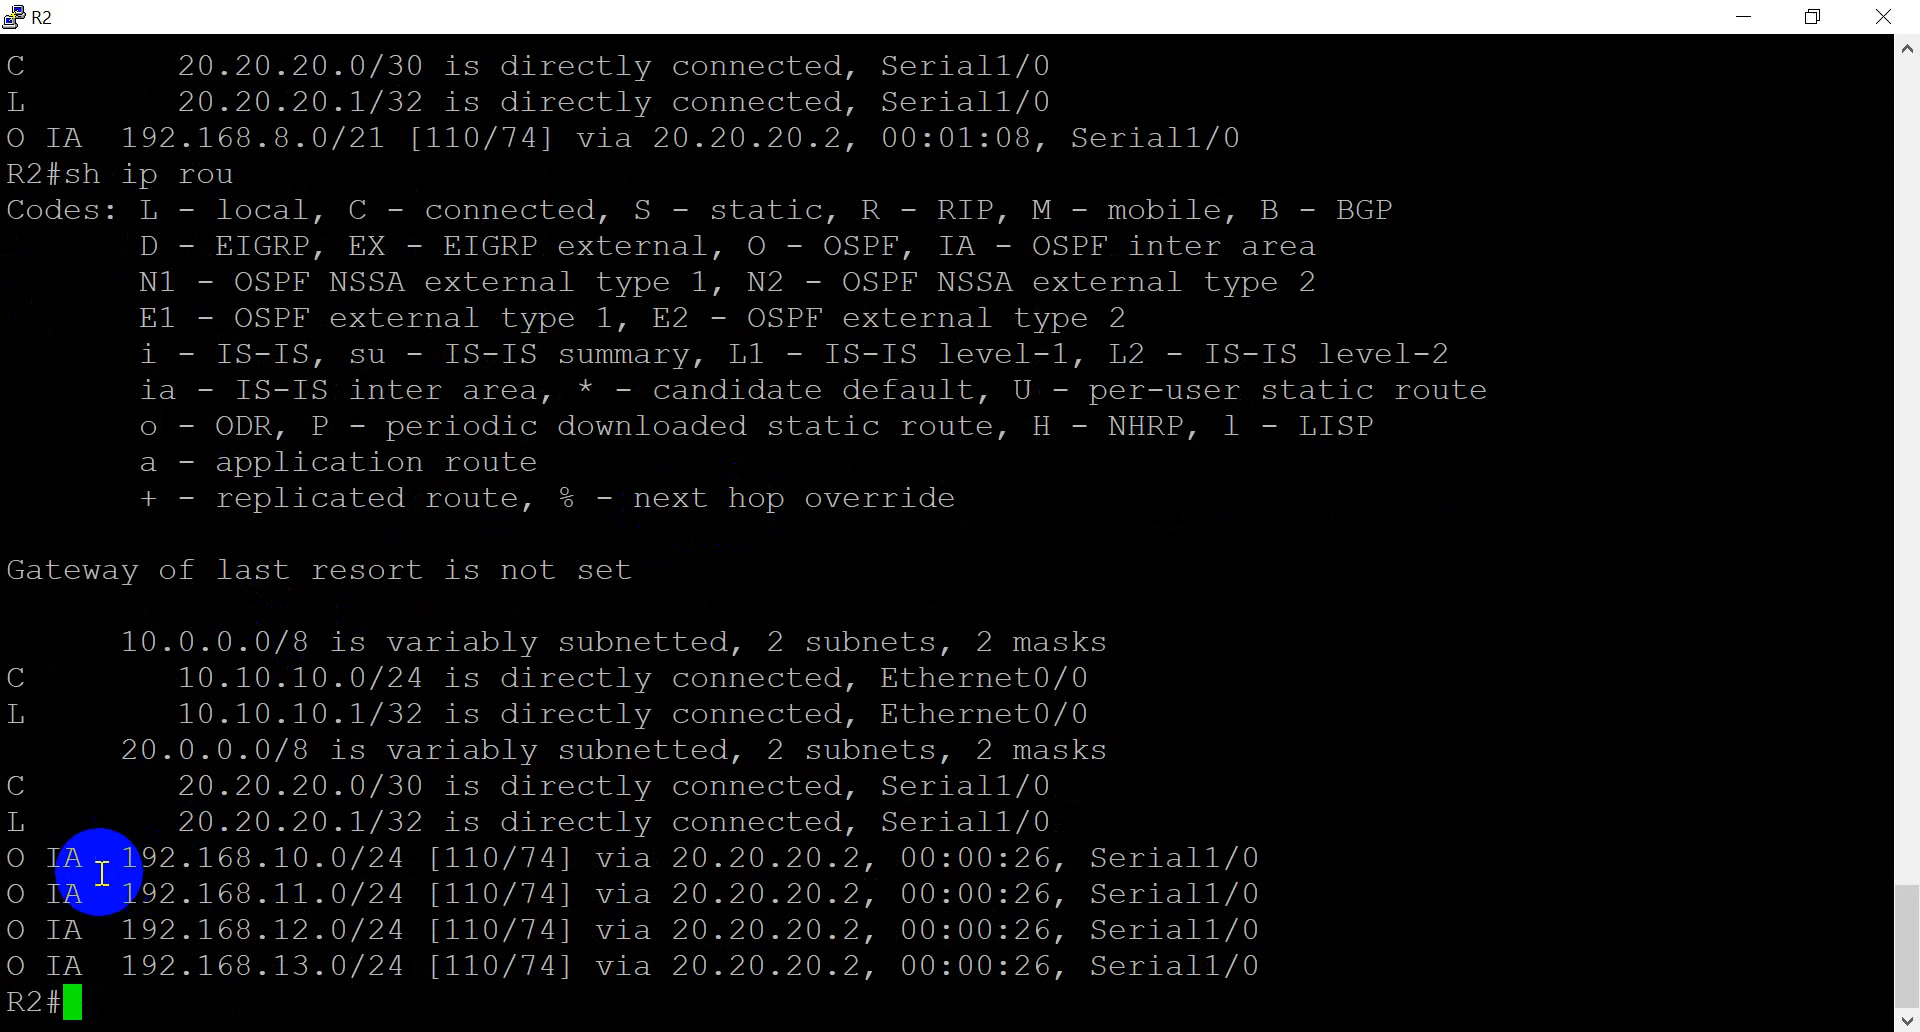 R2
C        20.20.20.0/30 is directly connected, Serial1/0
L        20.20.20.1/32 is directly connected, Serial1/0
O IA  192.168.8.0/21 [110/74] via 20.20.20.2, 00:01:08, Serial1/0
R2#sh ip rou
Codes: L - local, C - connected, S - static, R - RIP, M - mobile, B - BGP
       D - EIGRP, EX - EIGRP external, O - OSPF, IA - OSPF inter area
       N1 - OSPF NSSA external type 1, N2 - OSPF NSSA external type 2
       E1 - OSPF external type 1, E2 - OSPF external type 2
       i - IS-IS, su - IS-IS summary, L1 - IS-IS level-1, L2 - IS-IS level-2
       ia - IS-IS inter area, * - candidate default, U - per-user static route
       o - ODR, P - periodic downloaded static route, H - NHRP, l - LISP
       a - application route
       + - replicated route, % - next hop override
Gateway of last resort is not set
      10.0.0.0/8 is variably subnetted, 2 subnets, 2 masks
C        10.10.10.0/24 is directly connected, Ethernet0/0
L        10.10.10.1/32 is directly connected, Ethernet0/0
      20.0.0.0/8 is variably subnetted, 2 subnets, 2 masks
C        20.20.20.0/30 is directly connected, Serial1/0
L        20.20.20.1/32 is directly connected, Serial1/0
O IA  192.168.10.0/24 [110/74] via 20.20.20.2, 00:00:26, Serial1/0
O IA  192.168.11.0/24 [110/74] via 20.20.20.2, 00:00:26, Serial1/0
O IA  192.168.12.0/24 [110/74] via 20.20.20.2, 00:00:26, Serial1/0
O IA  192.168.13.0/24 [110/74] via 20.20.20.2, 00:00:26, Serial1/0
R2#